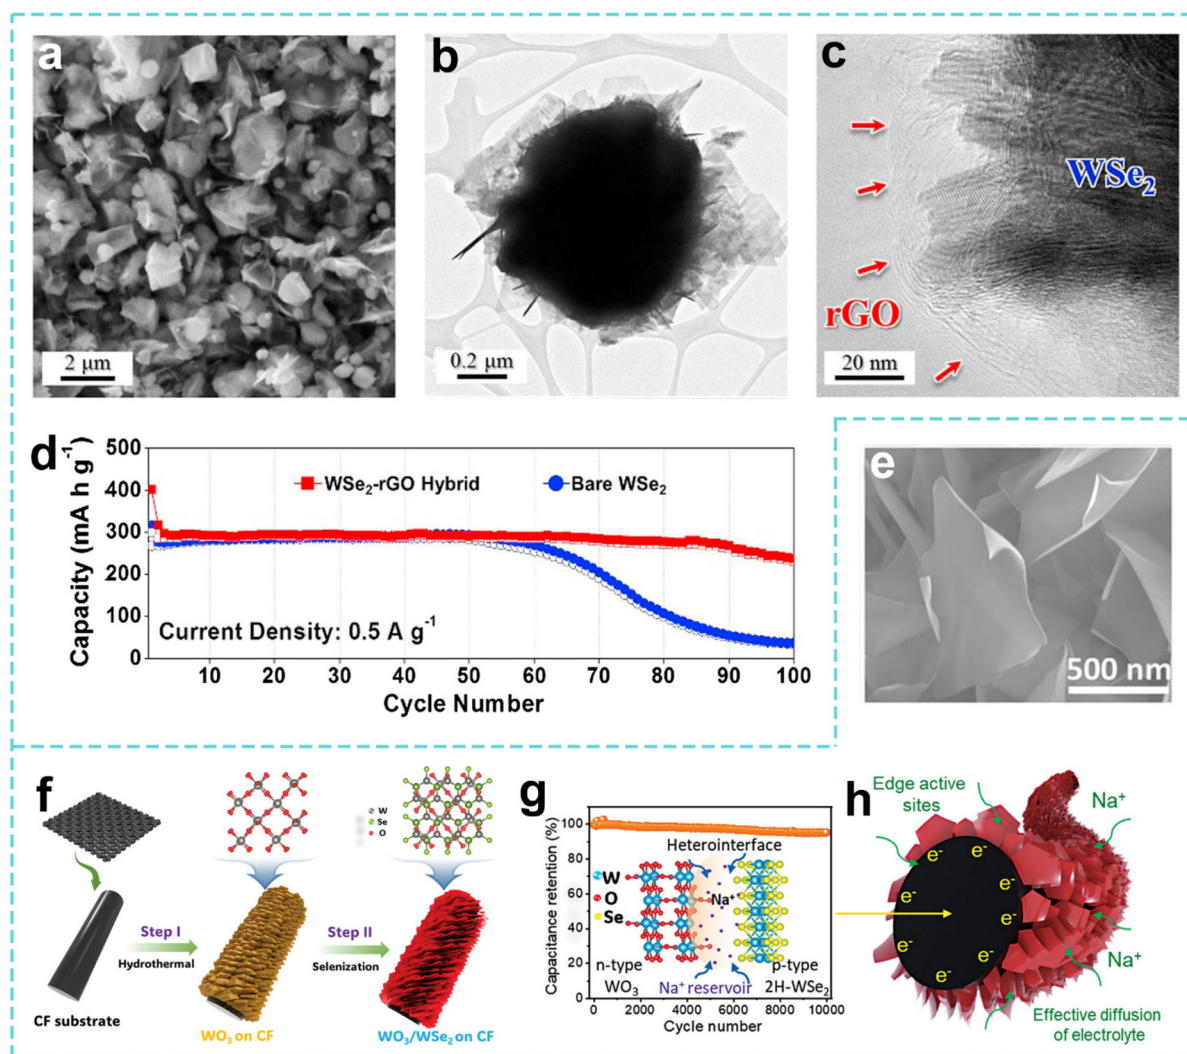 a
b
c
WSe₂
rGO
2 μm
0.2 μm
20 nm
d
500
400
300
200
100
0
Capacity (mA h g⁻¹)
WSe₂-rGO Hybrid
Bare WSe₂
Current Density: 0.5 A g⁻¹
10 20 30 40 50 60 70 80 90 100
Cycle Number
e
500 nm
f
W
Se
O
Step I
Hydrothermal
Step II
Selenization
CF substrate
WO₃ on CF
WO₃/WSe₂ on CF
g
100
80
60
40
20
0
Capacitance retention (%)
Heterointerface
W
O
Se
Na⁺
n-type
WO₃
Na⁺ reservoir
p-type
2H-WSe₂
0 2000 4000 6000 8000 10000
Cycle number
h
Edge active
sites
Na⁺
e⁻
e⁻
e⁻
e⁻
e⁻
e⁻
e⁻
e⁻
e⁻
Na⁺
Effective diffusion
of electrolyte